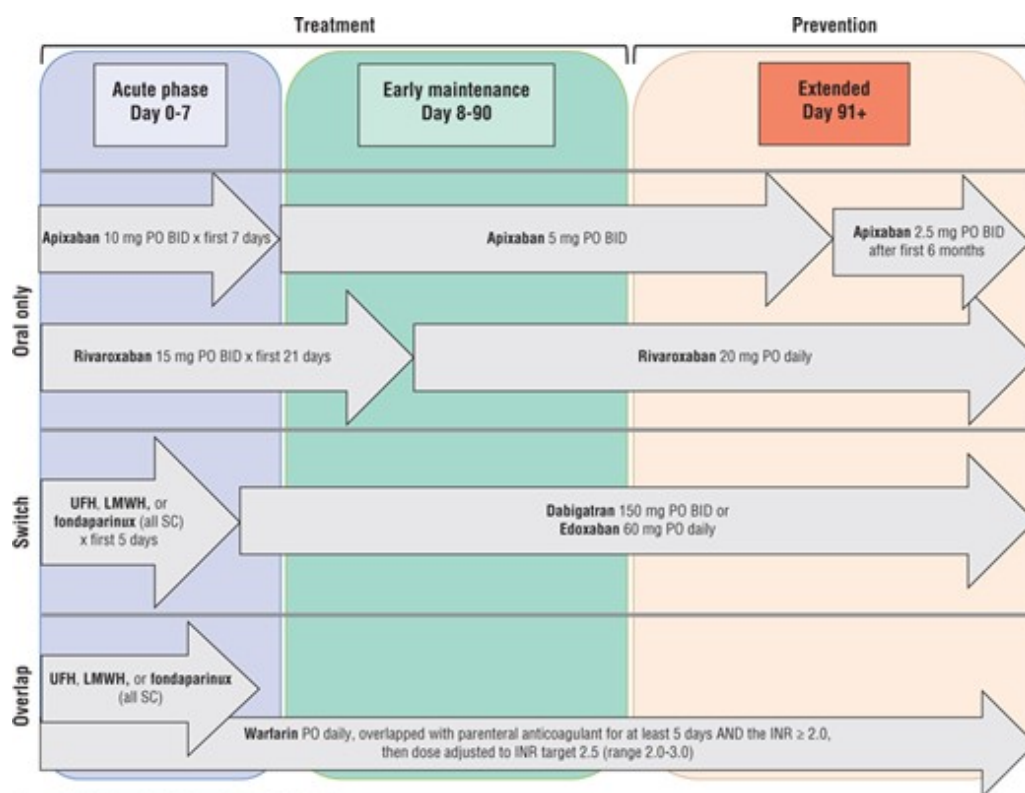 Treatment
Prevention
Acute phase
Day 0-7
Early maintenance
Day 8-90
Extended
Day 91+
Oral only
Apixaban 10 mg PO BID x first 7 days
Apixaban 5 mg PO BID
Apixaban 2.5 mg PO BID
after first 6 months
Rivaroxaban 15 mg PO BID x first 21 days
Rivaroxaban 20 mg PO daily
Switch
UFH, LMWH, or
fondaparinux (all SC)
x first 5 days
Dabigatran 150 mg PO BID or
Edoxaban 60 mg PO daily
Overlap
UFH, LMWH, or fondaparinux
(all SC)
Warfarin PO daily, overlapped with parenteral anticoagulant for at least 5 days AND the INR ≥ 2.0,
then dose adjusted to INR target 2.5 (range 2.0-3.0)